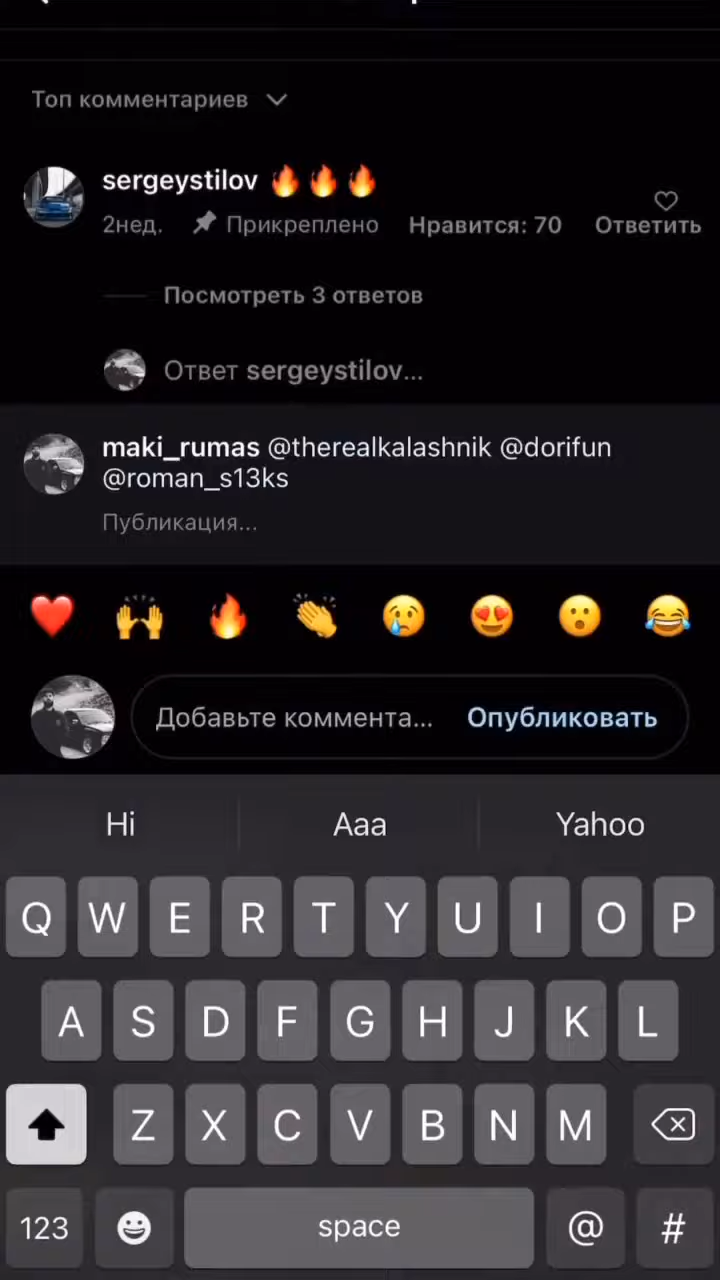 Топ комментариев
sergeystilov 🔥🔥🔥
2нед. Прикреплено Нравится: 70 Ответить
Посмотреть 3 ответов
Ответ sergeystilov...
maki_rumas @therealkalashnik @dorifun
@roman_s13ks
Публикация...
❤️ 🙌 🔥 👏 😢 😍 😮 😂
Добавьте коммента... Опубликовать
Hi Aaa Yahoo
Q W E R T Y U I O P
A S D F G H J K L
Z X C V B N M
123 space @ #